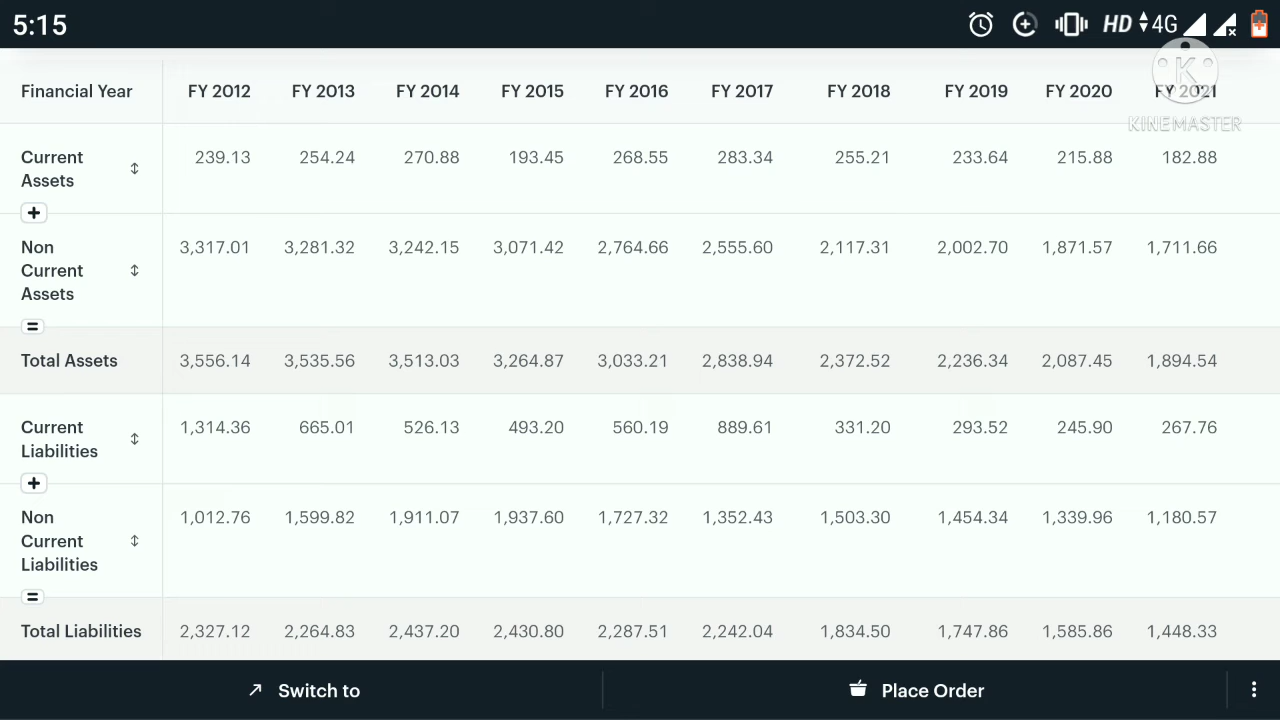 5:15
HD 4G
Financial Year FY 2012 FY 2013 FY 2014 FY 2015 FY 2016 FY 2017 FY 2018 FY 2019 FY 2020 FY 2021
K
KINEMASTER
Current 239.13 254.24 270.88 193.45 268.55 283.34 255.21 233.64 215.88 182.88
Assets
+
Non 3,317.01 3,281.32 3,242.15 3,071.42 2,764.66 2,555.60 2,117.31 2,002.70 1,871.57 1,711.66
Current
Assets
=
Total Assets 3,556.14 3,535.56 3,513.03 3,264.87 3,033.21 2,838.94 2,372.52 2,236.34 2,087.45 1,894.54
Current 1,314.36 665.01 526.13 493.20 560.19 889.61 331.20 293.52 245.90 267.76
Liabilities
+
Non 1,012.76 1,599.82 1,911.07 1,937.60 1,727.32 1,352.43 1,503.30 1,454.34 1,339.96 1,180.57
Current
Liabilities
=
Total Liabilities 2,327.12 2,264.83 2,437.20 2,430.80 2,287.51 2,242.04 1,834.50 1,747.86 1,585.86 1,448.33
Switch to Place Order